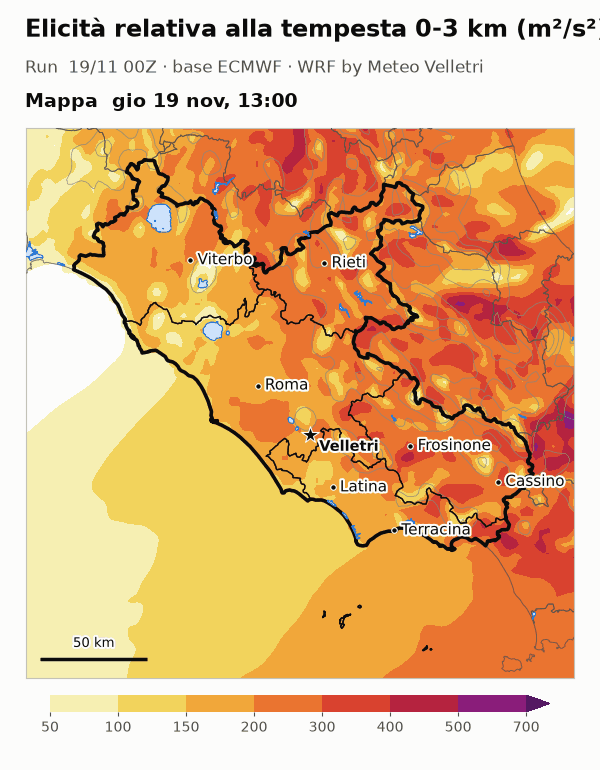 Elicità relativa alla tempesta 0-3 km (m²/s²)
Run  19/11 00Z · base ECMWF · WRF by Meteo Velletri
Mappa  gio 19 nov, 13:00
Viterbo
Rieti
Roma
Velletri
Frosinone
Cassino
Latina
Terracina
50 km
50 100 150 200 300 400 500 700